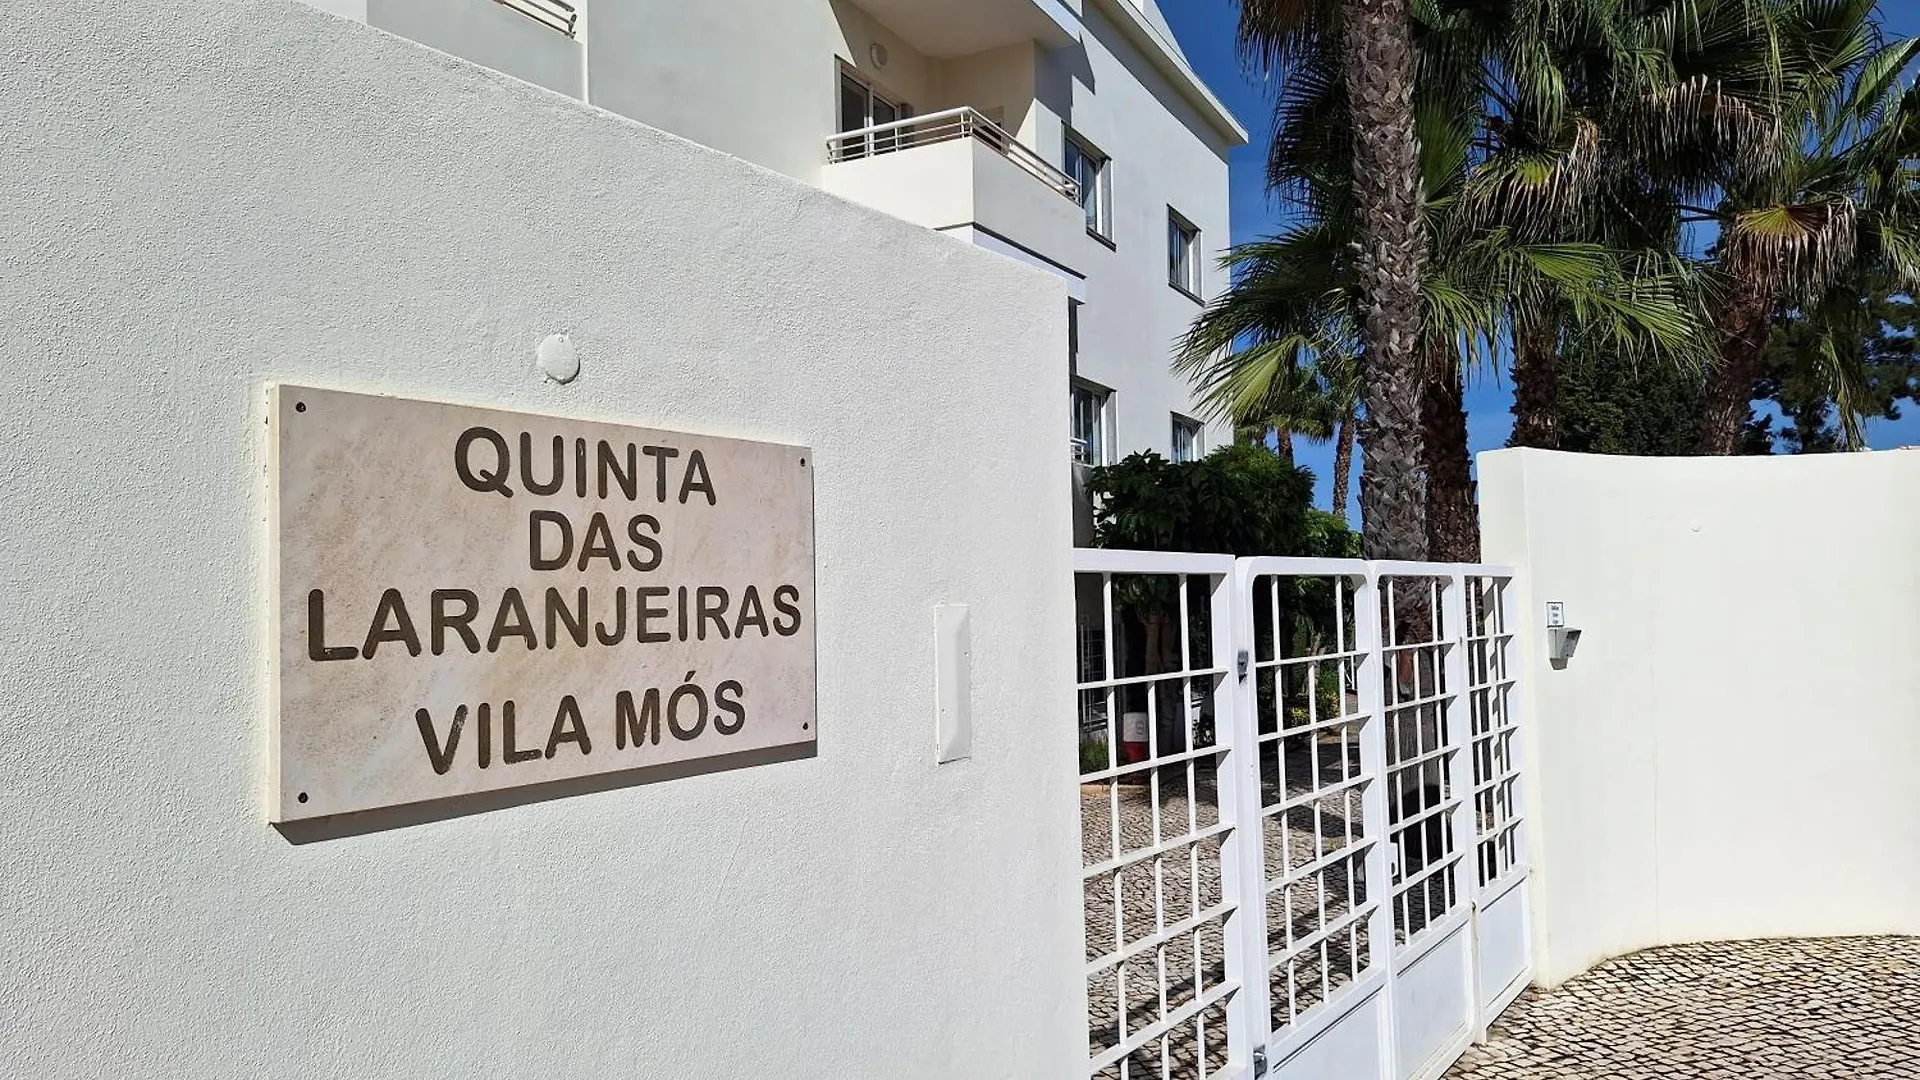 QUINTA
DAS
LARANJEIRAS
VILA MÓS